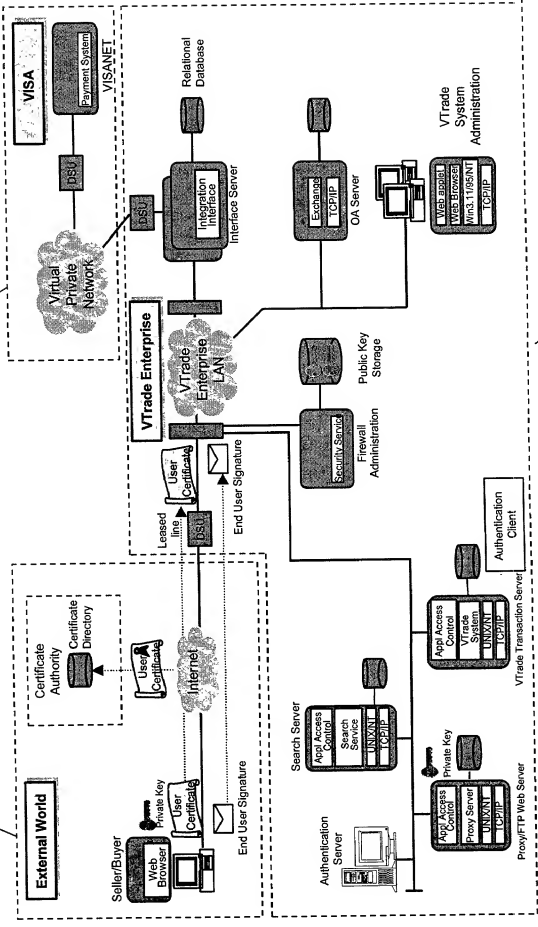 External World
Seller/Buyer
Web
Browser
Private Key
User
Certificate
End User Signature
Certificate
Authority
Certificate
Directory
User
Certificate
Internet
Leased
line
DSU
User
Certificate
End User Signature
VISA
Payment System
VISANET
DSU
Virtual
Private
Network
DSU
VTrade Enterprise
VTrade
Enterprise
LAN
Integration
Interface
Interface Server
Relational
Database
Exchange
TCP/IP
OA Server
Web applet
Web Browser
Win3.11/95/NT
TCP/IP
VTrade
System
Administration
Security Service
Firewall
Administration
Public Key
Storage
Authentication
Server
Search Server
Appl Access
Control
Search
Service
UNIX/NT
TCP/IP
Private Key
Appl Access
Control
Proxy Server
UNIX/NT
TCP/IP
Proxy/FTP Web Server
Appl Access
Control
VTrade
System
UNIX/NT
TCP/IP
VTrade Transaction Server
Authentication
Client